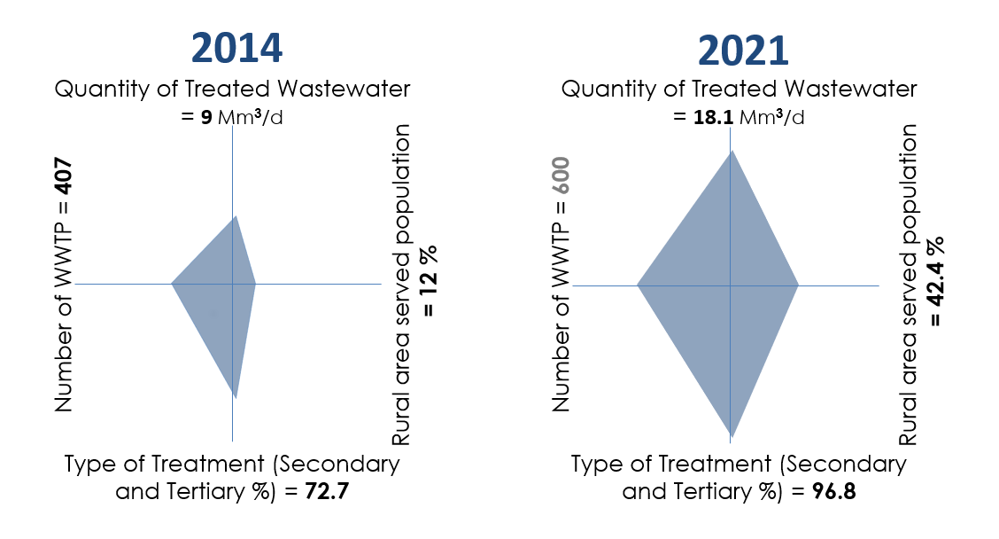 2014
Quantity of Treated Wastewater
= 9 Mm³/d
Number of WWTP = 407
Rural area served population
= 12 %
Type of Treatment (Secondary
and Tertiary %) = 72.7
2021
Quantity of Treated Wastewater
= 18.1 Mm³/d
Number of WWTP = 600
Rural area served population
= 42.4 %
Type of Treatment (Secondary
and Tertiary %) = 96.8